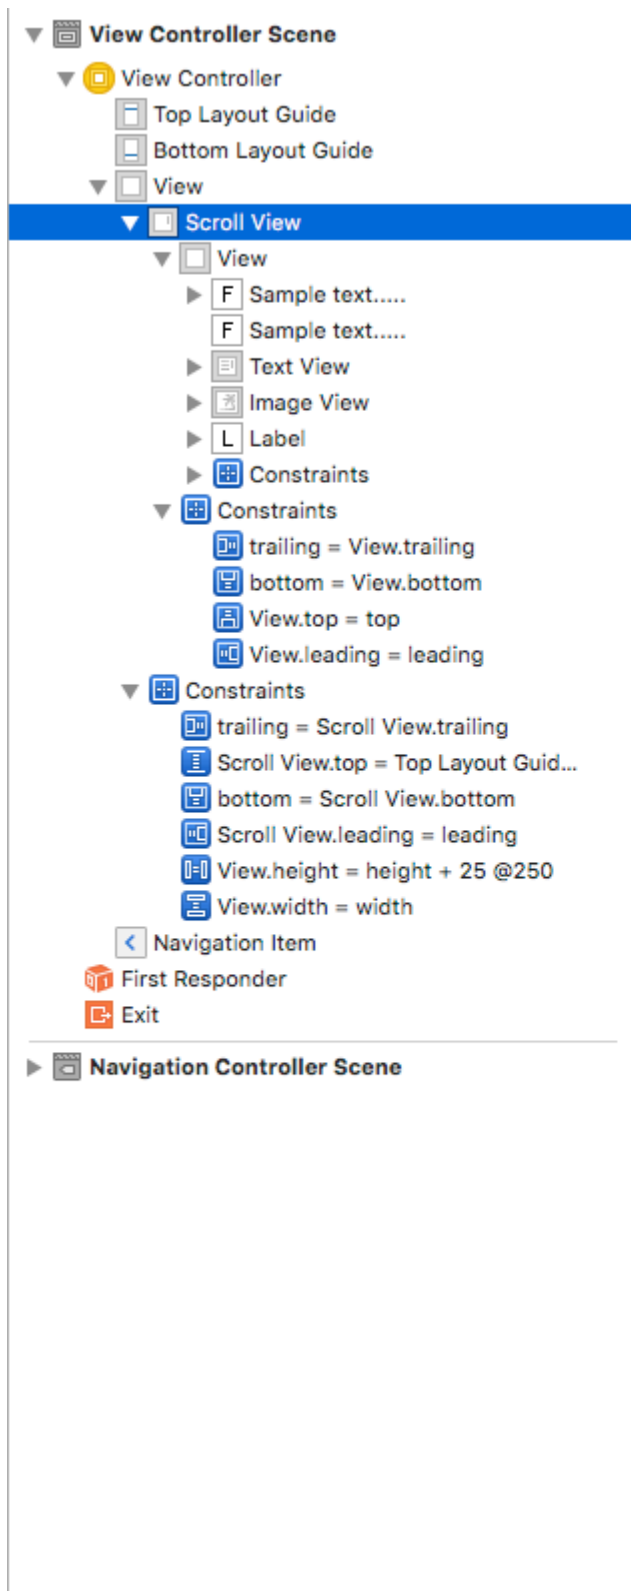 View Controller Scene
View Controller
Top Layout Guide
Bottom Layout Guide
View
Scroll View
View
F Sample text.....
F Sample text.....
Text View
Image View
L Label
Constraints
Constraints
trailing = View.trailing
bottom = View.bottom
View.top = top
View.leading = leading
Constraints
trailing = Scroll View.trailing
Scroll View.top = Top Layout Guid...
bottom = Scroll View.bottom
Scroll View.leading = leading
View.height = height + 25 @250
View.width = width
Navigation Item
First Responder
Exit
Navigation Controller Scene